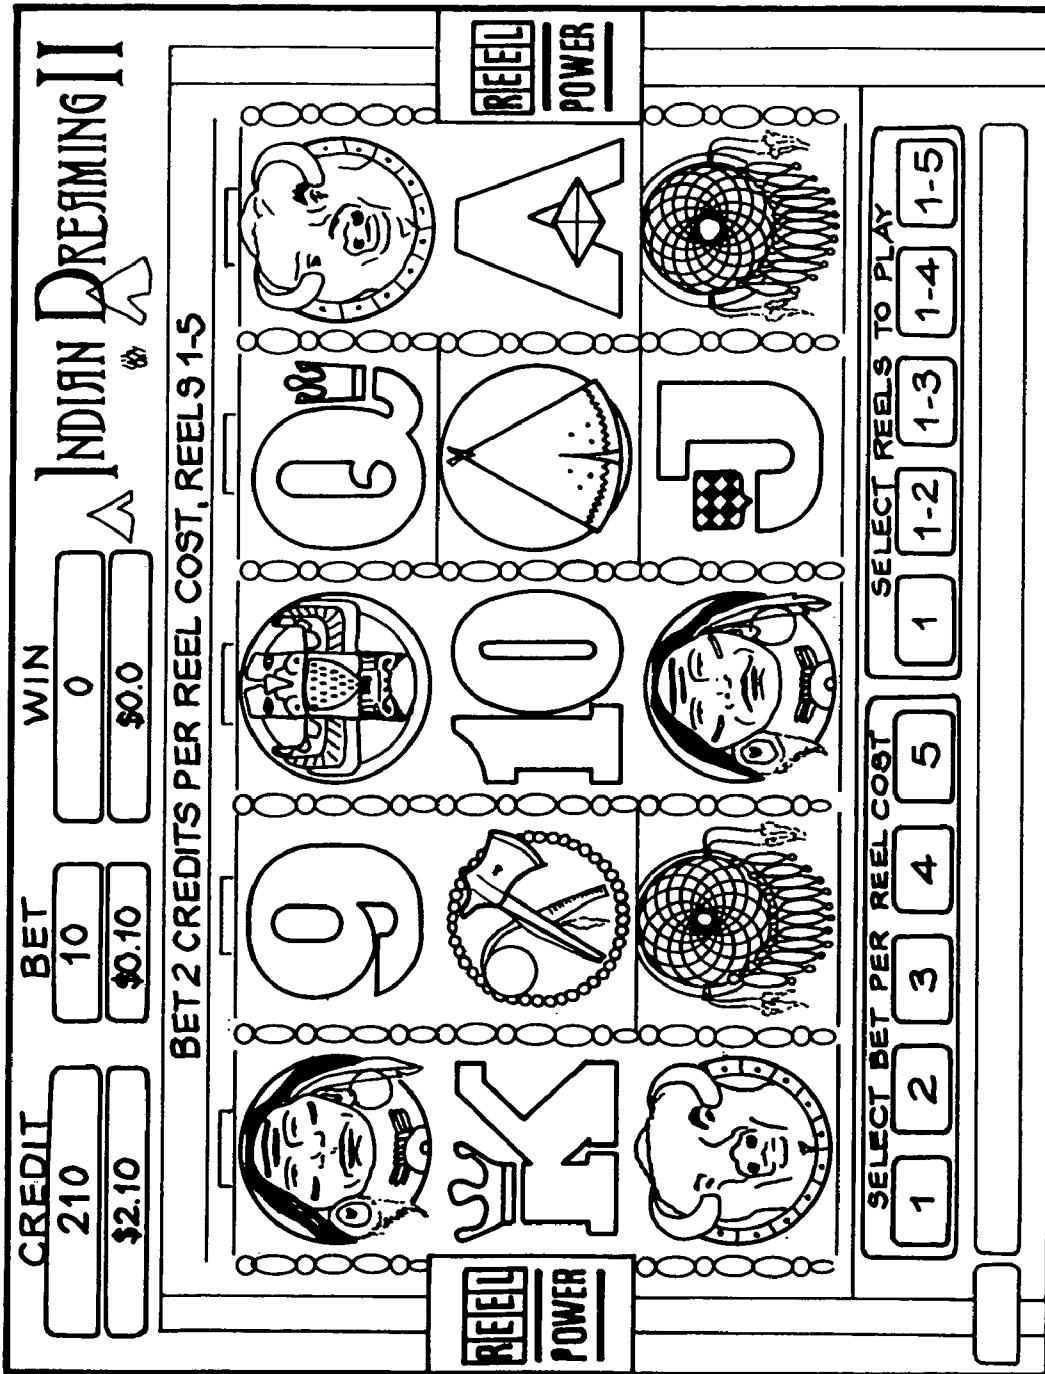 CREDIT BET WIN INDIAN DREAMING II
210 10 0
$2.10 $0.10 $0.0
BET 2 CREDITS PER REEL COST, REELS 1-5
9 Q
REEL POWER K 10 A REEL POWER
J
SELECT BET PER REEL COST SELECT REELS TO PLAY
1 2 3 4 5 1 1-2 1-3 1-4 1-5